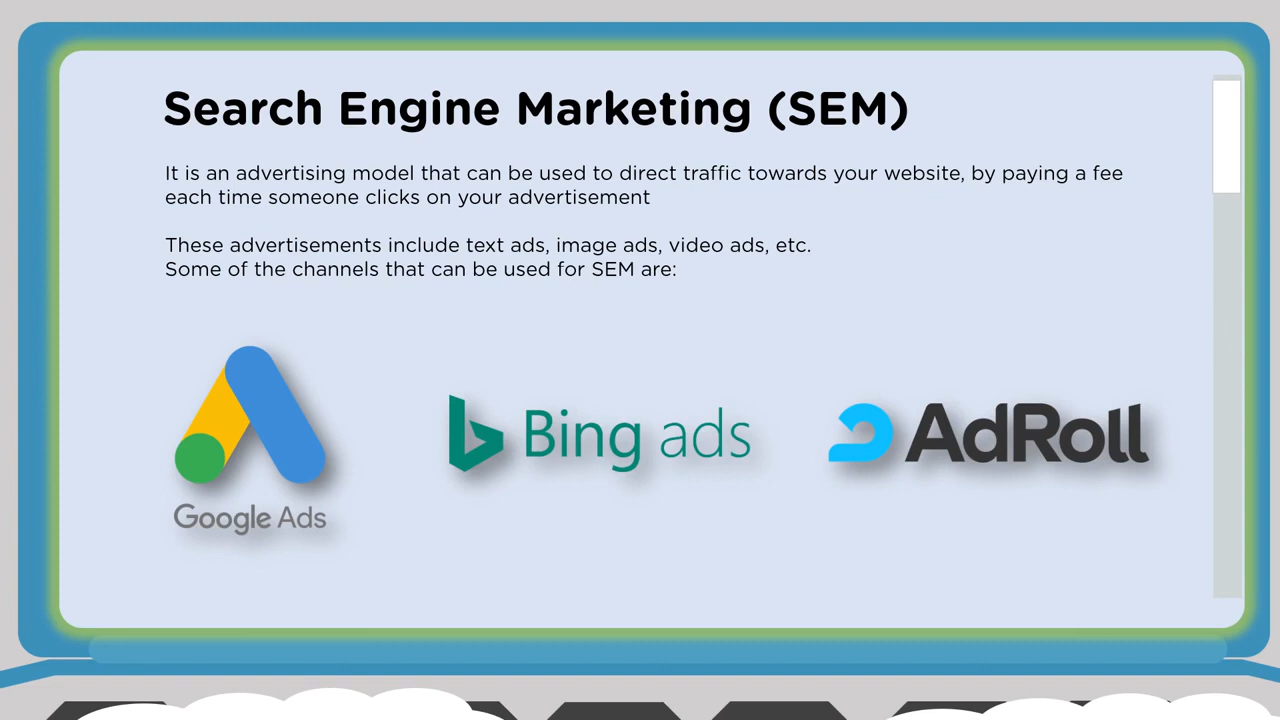 Search Engine Marketing (SEM)
It is an advertising model that can be used to direct traffic towards your website, by paying a fee
each time someone clicks on your advertisement
These advertisements include text ads, image ads, video ads, etc.
Some of the channels that can be used for SEM are:
Bing ads
AdRoll
Google Ads